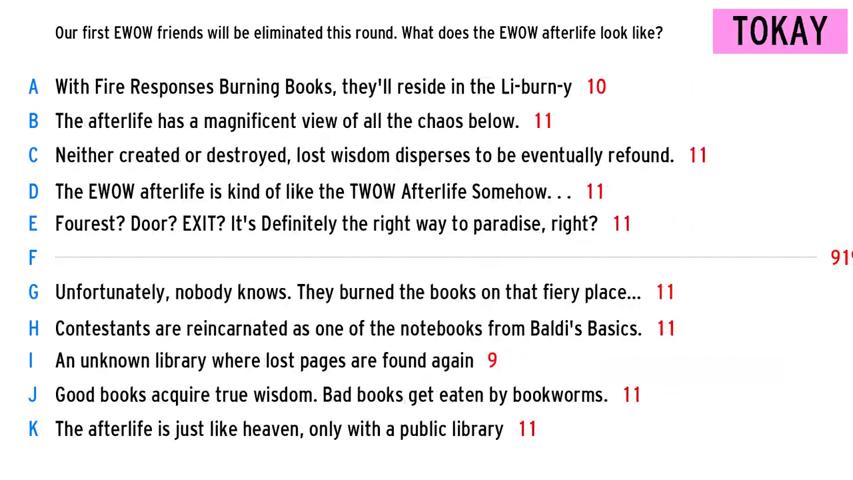 Our first EWOW friends will be eliminated this round. What does the EWOW afterlife look like?
TOKAY
A With Fire Responses Burning Books, they'll reside in the Li-burn-y 10
B The afterlife has a magnificent view of all the chaos below. 11
C Neither created or destroyed, lost wisdom disperses to be eventually refound. 11
D The EWOW afterlife is kind of like the TWOW Afterlife Somehow. . . 11
E Fourest? Door? EXIT? It's Definitely the right way to paradise, right? 11
F
G Unfortunately, nobody knows. They burned the books on that fiery place... 11
H Contestants are reincarnated as one of the notebooks from Baldi's Basics. 11
I An unknown library where lost pages are found again 9
J Good books acquire true wisdom. Bad books get eaten by bookworms. 11
K The afterlife is just like heaven, only with a public library 11